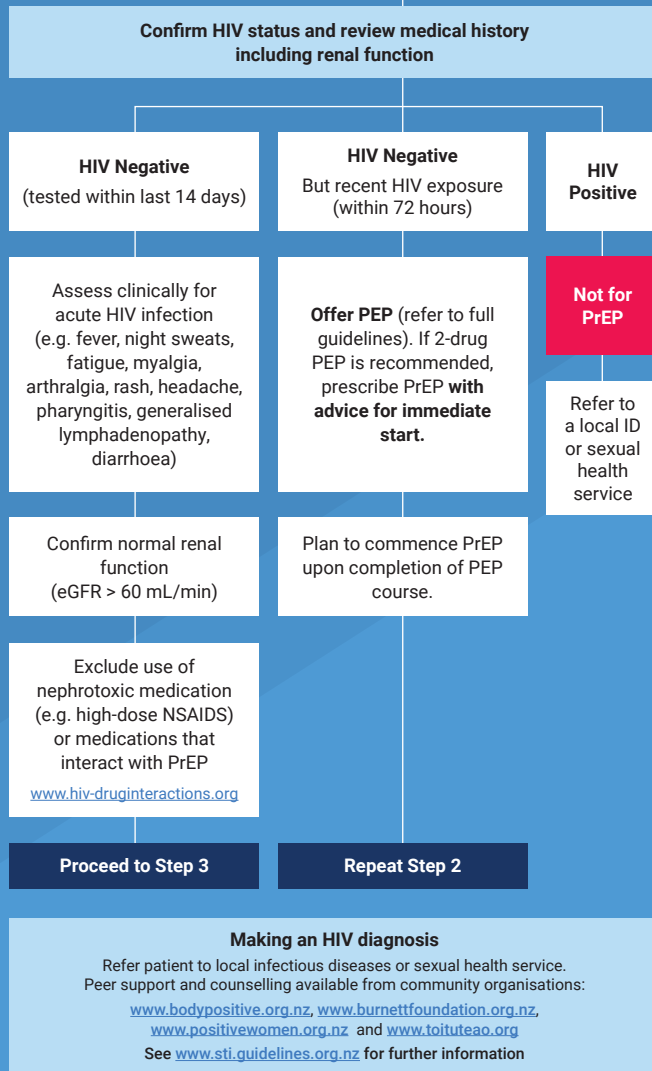 Confirm HIV status and review medical history
including renal function
HIV Negative
(tested within last 14 days)
Assess clinically for
acute HIV infection
(e.g. fever, night sweats,
fatigue, myalgia,
arthralgia, rash, headache,
pharyngitis, generalised
lymphadenopathy,
diarrhoea)
Confirm normal renal
function
(eGFR > 60 mL/min)
Exclude use of
nephrotoxic medication
(e.g. high-dose NSAIDS)
or medications that
interact with PrEP
www.hiv-druginteractions.org
Proceed to Step 3
HIV Negative
But recent HIV exposure
(within 72 hours)
Offer PEP (refer to full
guidelines). If 2-drug
PEP is recommended,
prescribe PrEP with
advice for immediate
start.
Plan to commence PrEP
upon completion of PEP
course.
Repeat Step 2
HIV
Positive
Not for
PrEP
Refer to
a local ID
or sexual
health
service
Making an HIV diagnosis
Refer patient to local infectious diseases or sexual health service.
Peer support and counselling available from community organisations:
www.bodypositive.org.nz, www.burnettfoundation.org.nz,
www.positivewomen.org.nz and www.toituteao.org
See www.sti.guidelines.org.nz for further information